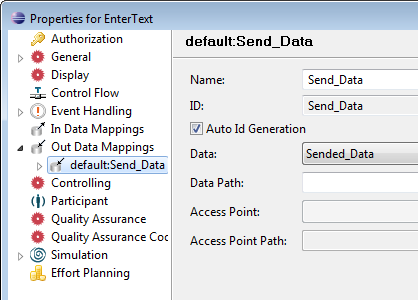 Properties for EnterText
Authorization
General
Display
Control Flow
Event Handling
In Data Mappings
Out Data Mappings
default:Send_Data
Controlling
Participant
Quality Assurance
Quality Assurance Coc
Simulation
Effort Planning
default:Send_Data
Name: Send_Data
ID: Send_Data
Auto Id Generation
Data: Sended_Data
Data Path:
Access Point:
Access Point Path: